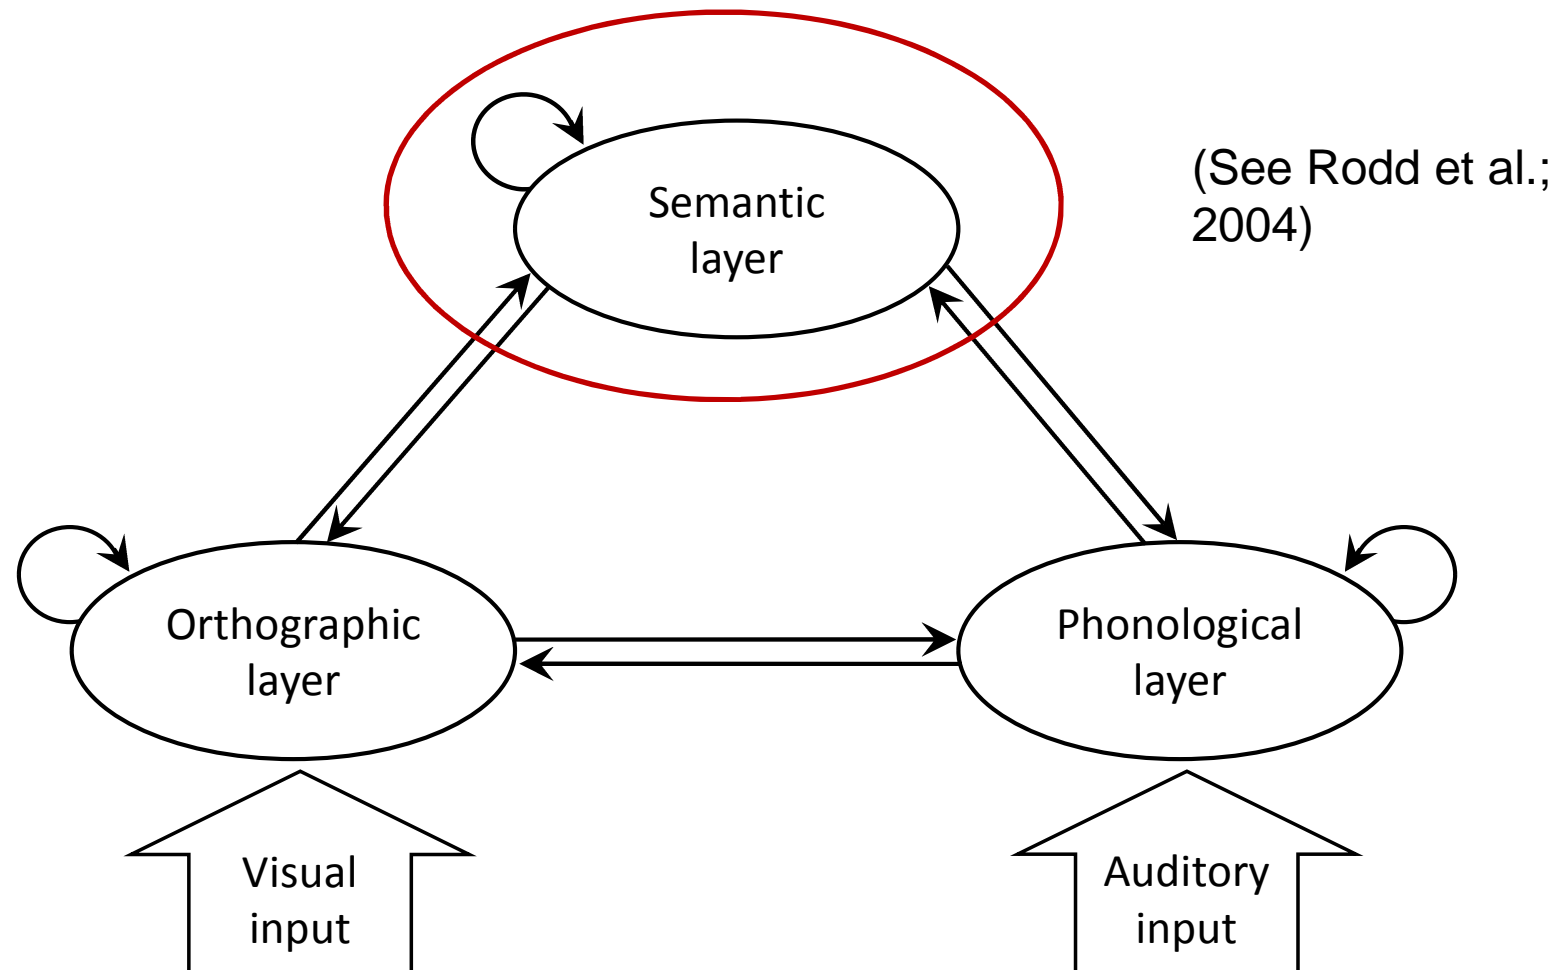 Semantic
layer
(See Rodd et al.;
2004)
Orthographic
layer
Phonological
layer
Visual
input
Auditory
input